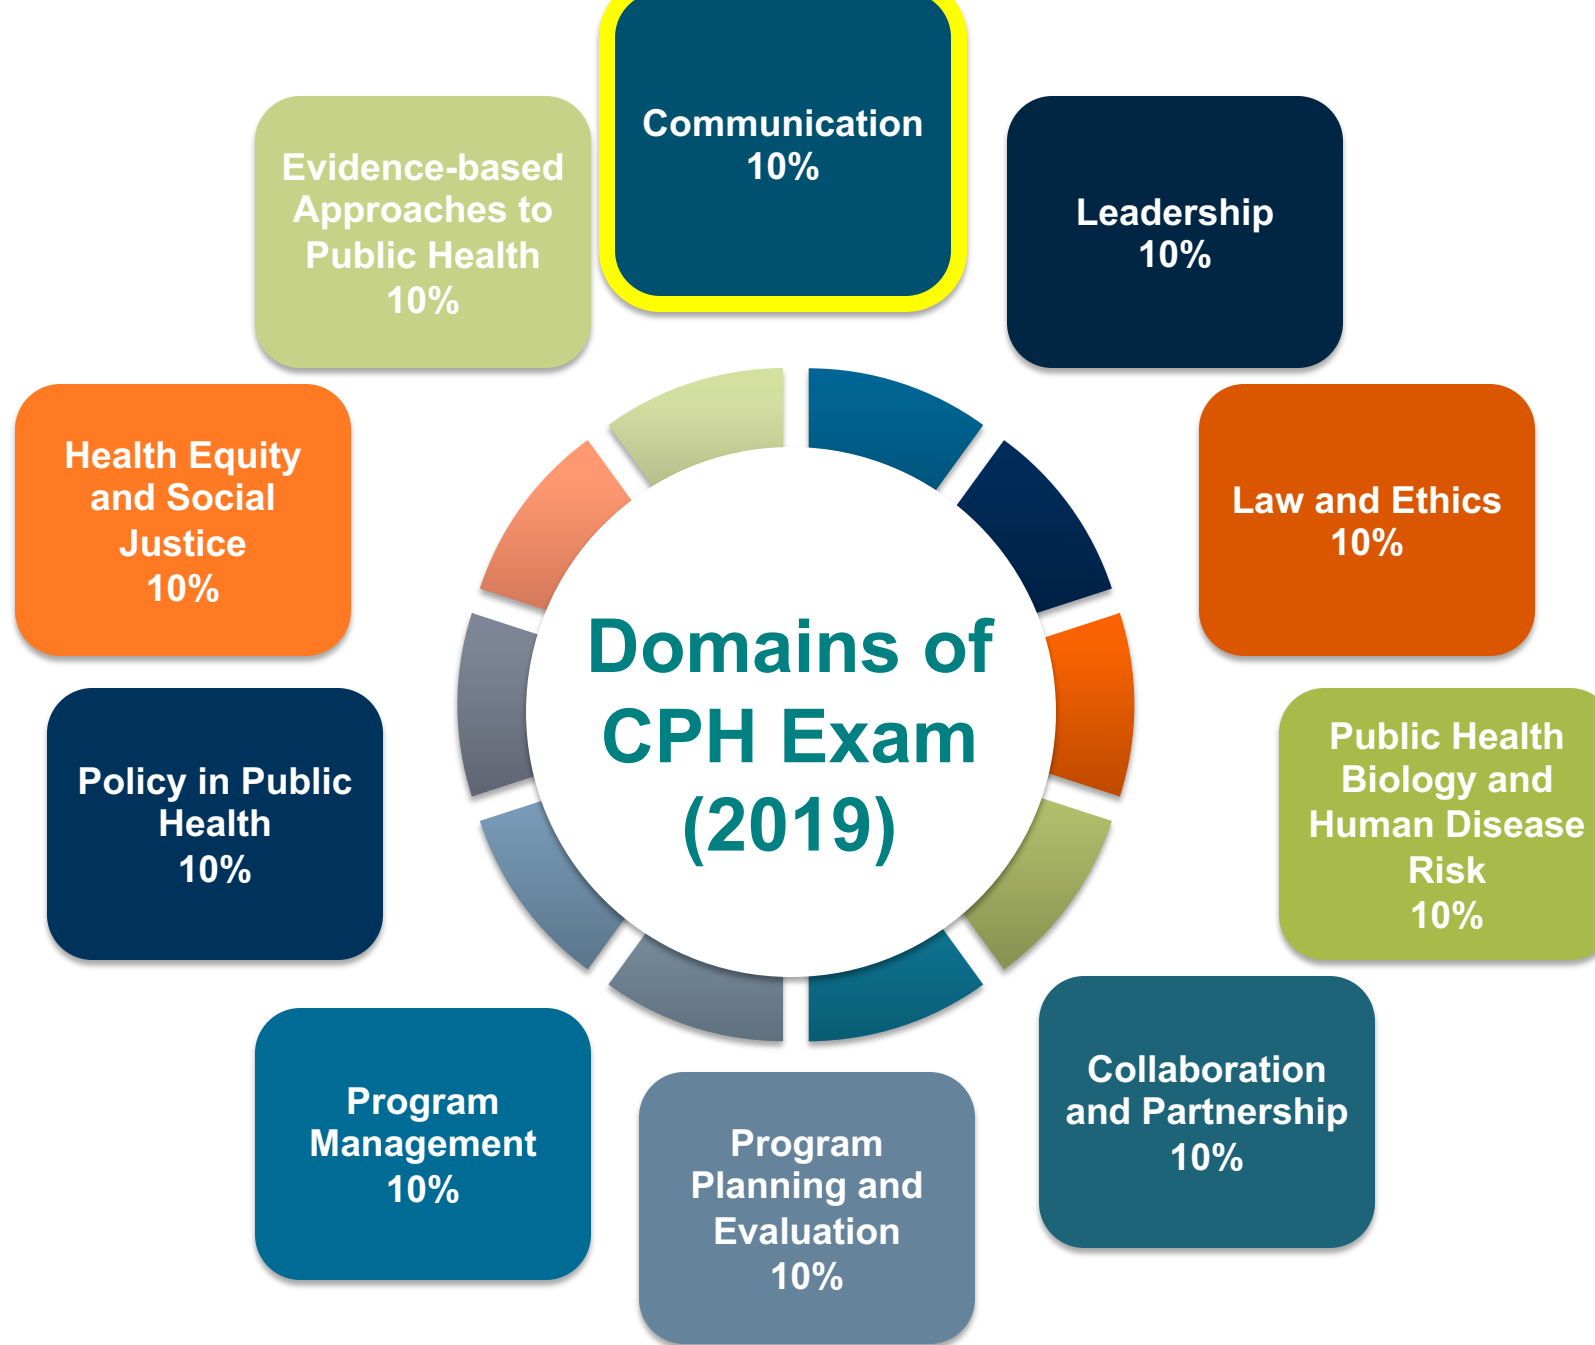 Communication
10%
Leadership
10%
Law and Ethics
10%
Public Health
Biology and
Human Disease
Risk
10%
Collaboration
and Partnership
10%
Program
Planning and
Evaluation
10%
Program
Management
10%
Policy in Public
Health
10%
Health Equity
and Social
Justice
10%
Evidence-based
Approaches to
Public Health
10%
Domains of
CPH Exam
(2019)